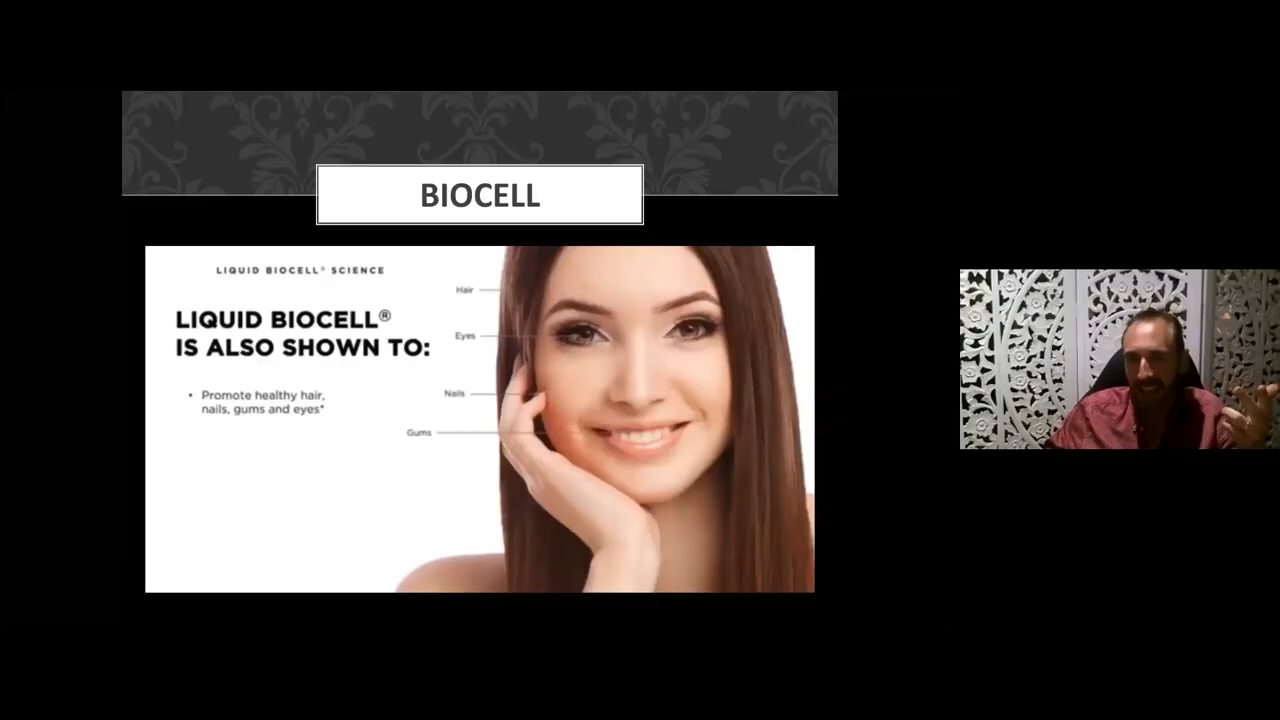 BIOCELL
LIQUID BIOCELL® SCIENCE
LIQUID BIOCELL®
IS ALSO SHOWN TO:
• Promote healthy hair,
nails, gums and eyes*
Hair
Eyes
Nails
Gums